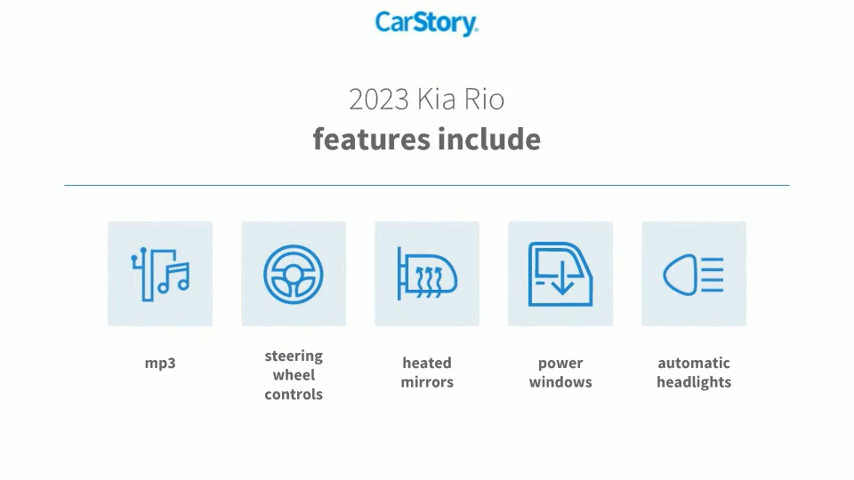 CarStory.
2023 Kia Rio
features include
mp3
steering
wheel
controls
heated
mirrors
power
windows
automatic
headlights